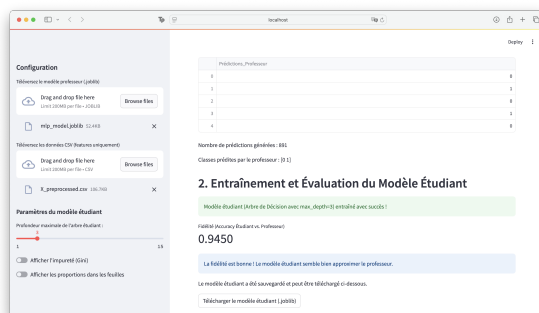 localhost
Deploy
Configuration
Téléversez le modèle professeur (.joblib)
Drag and drop file here
Limit 200MB per file • JOBLIB
Browse files
mlp_model.joblib 52.4KB
Téléversez les données CSV (features uniquement)
Drag and drop file here
Limit 200MB per file • CSV
Browse files
X_preprocessed.csv
Paramètres du modèle étudiant
Profondeur maximale de l'arbre étudiant :
3
1 15
Afficher l'impureté (Gini)
Afficher les proportions dans les feuilles
Prédictions_Professeur
0 0
1 1
2 0
3 1
4 0
Nombre de prédictions générées : 891
Classes prédites par le professeur : [0 1]
2. Entraînement et Évaluation du Modèle Étudiant
Modèle étudiant (Arbre de Décision avec max_depth=3) entraîné avec succès !
Fidélité (Accuracy Étudiant vs. Professeur)
0.9450
La fidélité est bonne ! Le modèle étudiant semble bien approximer le professeur.
Le modèle étudiant a été sauvegardé et peut être téléchargé ci-dessous.
Télécharger le modèle étudiant (.joblib)